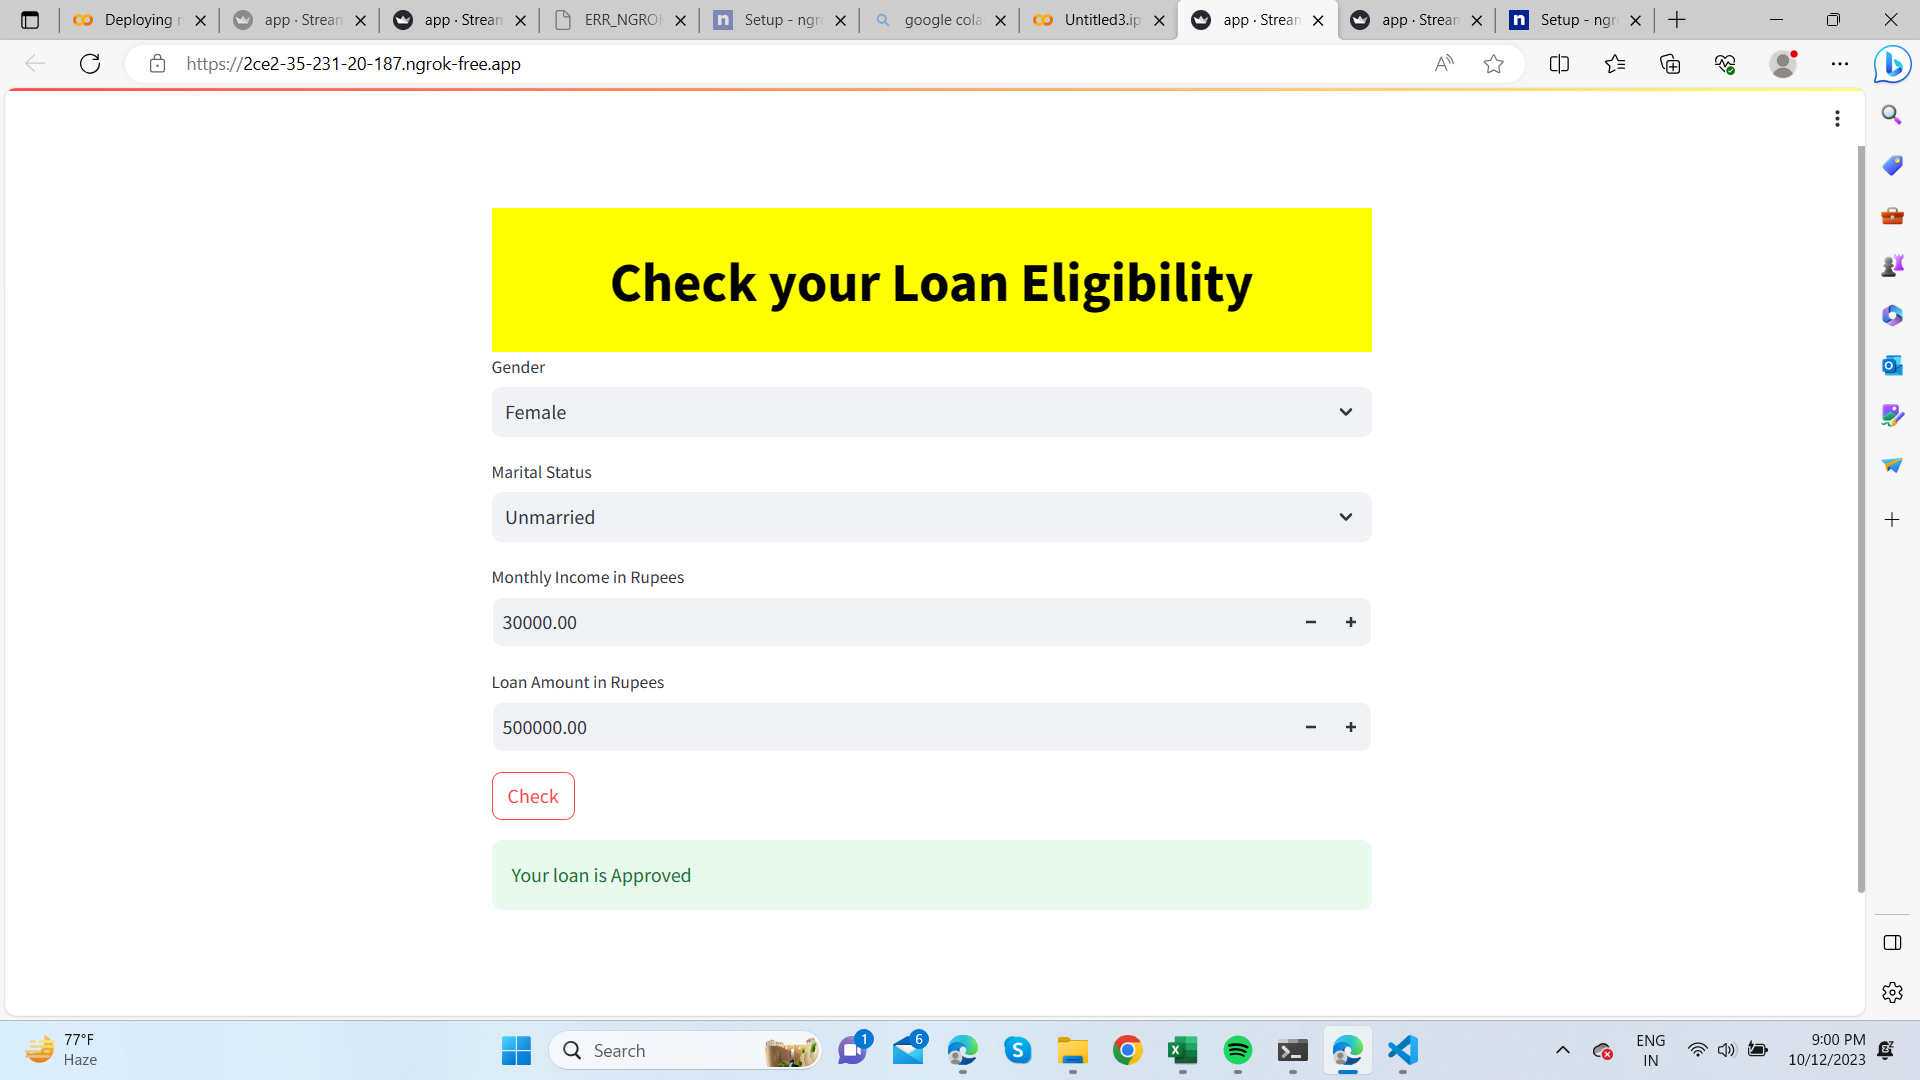 Deploying
app · Stream
app · Stream
ERR_NGROK
Setup - ngr
google cola
Untitled3.ip
app · Stream
app · Stream
Setup - ngr
https://2ce2-35-231-20-187.ngrok-free.app
Check your Loan Eligibility
Gender
Female
Marital Status
Unmarried
Monthly Income in Rupees
30000.00
Loan Amount in Rupees
500000.00
Check
Your loan is Approved
77°F
Haze
Search
1
6
ENG
IN
9:00 PM
10/12/2023